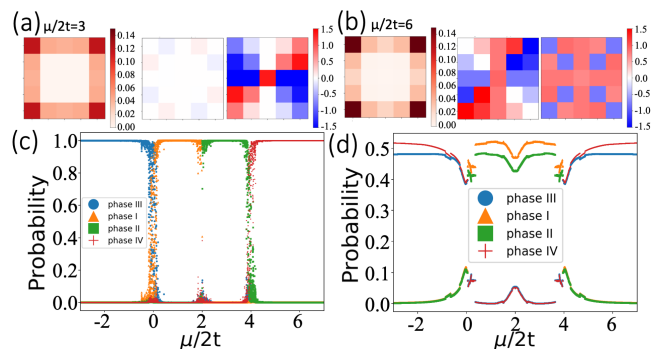 (a) μ/2t=3
0.14
0.12
0.10
0.08
0.06
0.04
0.02
0.00
1.5
1.0
0.5
0.0
-0.5
-1.0
-1.5
(b) μ/2t=6
0.14
0.12
0.10
0.08
0.06
0.04
0.02
0.00
1.5
1.0
0.5
0.0
-0.5
-1.0
-1.5
(c)
Probability
1.0
0.8
0.6
0.4
0.2
0.0
phase III
phase I
phase II
phase IV
-2 0 2 4 6
μ/2t
(d)
Probability
0.5
0.4
0.3
0.2
0.1
0.0
phase III
phase I
phase II
phase IV
-2 0 2 4 6
μ/2t